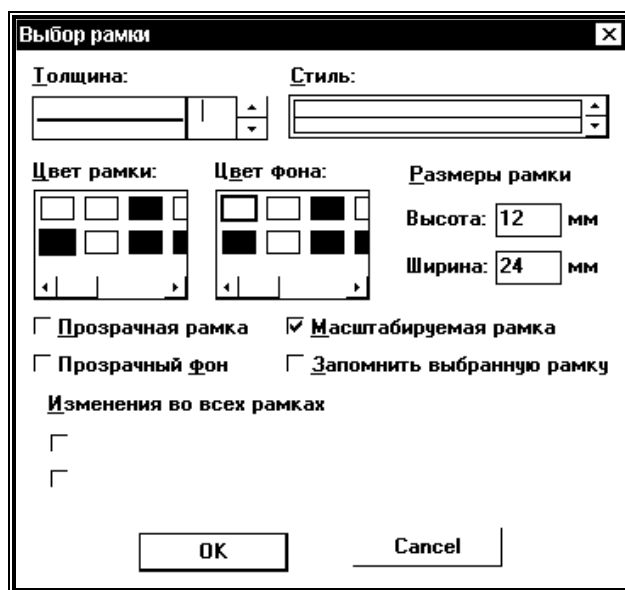 Выбор рамки
Толщина: Стиль:
Цвет рамки: Цвет фона: Размеры рамки
Высота: 12 мм
Ширина: 24 мм
Прозрачная рамка Масштабируемая рамка
Прозрачный фон Запомнить выбранную рамку
Изменения во всех рамках
OK Cancel